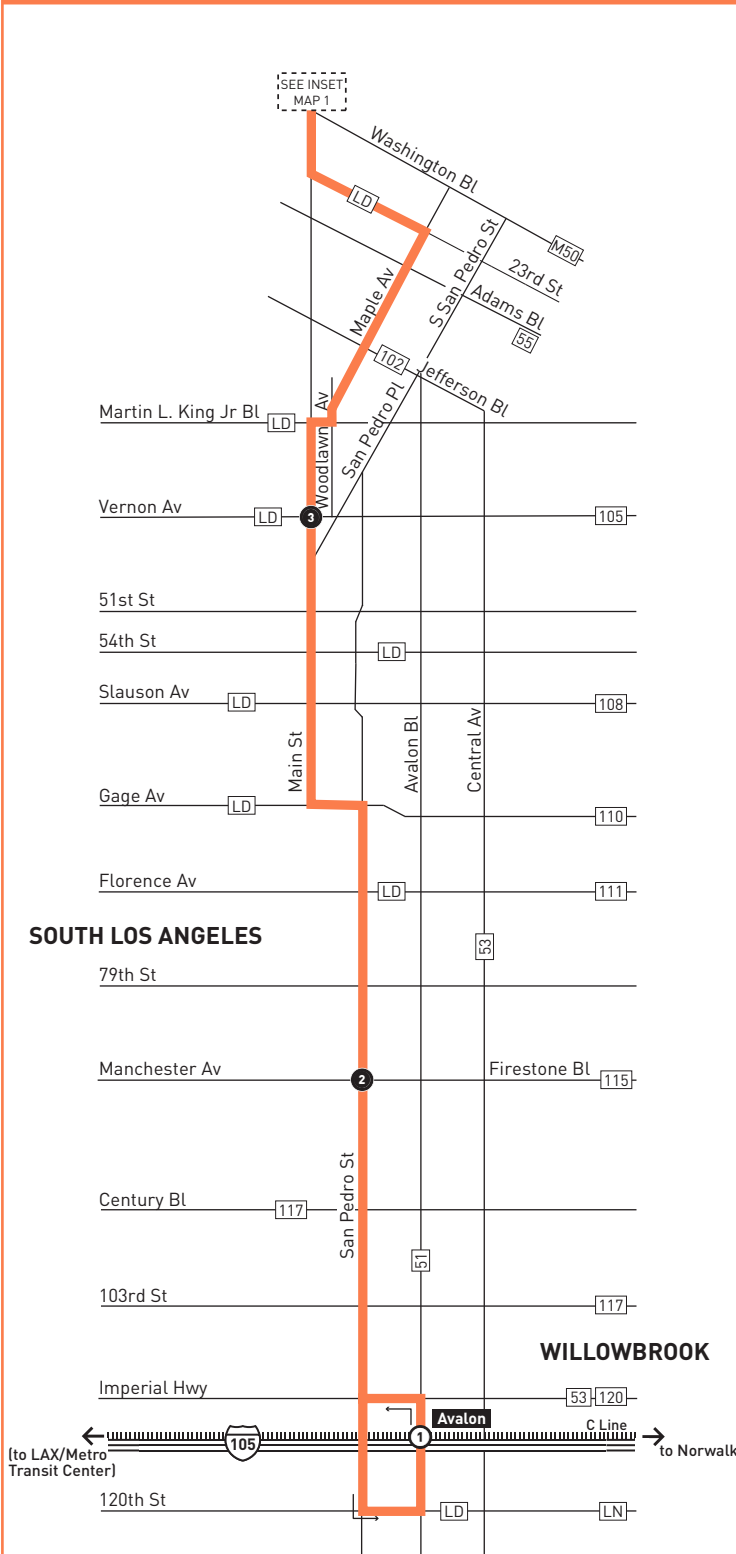 SEE INSET
MAP 1
Washington Bl
LD
M50
S San Pedro St
23rd St
Maple Av
Adams Bl
55
102
Jefferson Bl
Woodlawn Av
San Pedro Pl
Martin L. King Jr Bl
LD
Vernon Av
LD
3
105
51st St
54th St
LD
Slauson Av
LD
108
Main St
Avalon Bl
Central Av
Gage Av
LD
110
Florence Av
LD
111
SOUTH LOS ANGELES
53
79th St
Manchester Av
2
Firestone Bl
115
San Pedro St
Century Bl
117
51
103rd St
117
WILLOWBROOK
Imperial Hwy
53
120
Avalon
C Line
1
105
(to LAX/Metro
Transit Center)
to Norwalk
120th St
LD
LN